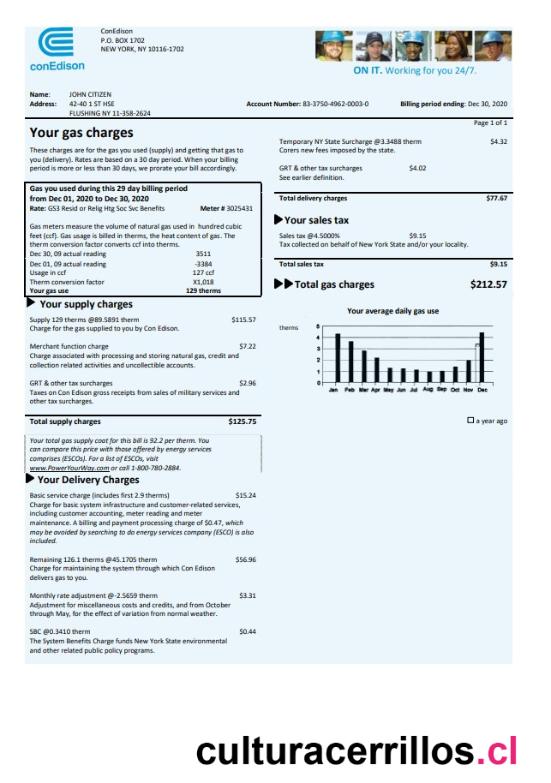 ConEdison
P.O. BOX 1702
NEW YORK, NY 10116-1702
conEdison
ON IT. Working for you 24/7.
Name: JOHN CITIZEN
Address: 42-40 1 ST HSE
FLUSHING NY 11-358-2624
Account Number: 83-3750-4962-0003-0
Billing period ending: Dec 30, 2020
Page 1 of 1
Your gas charges
These charges are for the gas you used (supply) and getting that gas to
you (delivery). Rates are based on a 30 day period. When your billing
period is more or less than 30 days, we prorate your bill accordingly.
Gas you used during this 29 day billing period
from Dec 01, 2020 to Dec 30, 2020
Rate: GS3 Resid or Relig Htg Soc Svc Benefits Meter # 3025431
Gas meters measure the volume of natural gas used in hundred cubic
feet (ccf). Gas usage is billed in therms, the heat content of gas. The
therm conversion factor converts ccf into therms.
Dec 30, 09 actual reading 3511
Dec 01, 09 actual reading -3384
Usage in ccf 127 ccf
Therm conversion factor X1,018
Your gas use 129 therms
Your supply charges
Supply 129 therms @89.5891 therm $115.57
Charge for the gas supplied to you by Con Edison.
Merchant function charge $7.22
Charge associated with processing and storing natural gas, credit and
collection related activities and uncollectible accounts.
GRT & other tax surcharges $2.96
Taxes on Con Edison gross receipts from sales of military services and
other tax surcharges.
Total supply charges $125.75
Your total gas supply coat for this bill is 92.2 per therm. You
can compare this price with those offered by energy services
comprises (ESCOs). For a list of ESCOs, visit
www.PowerYourWay.com or call 1-800-780-2884.
Your Delivery Charges
Basic service charge (includes first 2.9 therms) $15.24
Charge for basic system infrastructure and customer-related services,
including customer accounting, meter reading and meter
maintenance. A billing and payment processing charge of $0.47, which
may be avoided by searching to do energy services company (ESCO) is also
included.
Remaining 126.1 therms @45.1705 therm $56.96
Charge for maintaining the system through which Con Edison
delivers gas to you.
Monthly rate adjustment @-2.5659 therm $3.31
Adjustment for miscellaneous costs and credits, and from October
through May, for the effect of variation from normal weather.
SBC @0.3410 therm $0.44
The System Benefits Charge funds New York State environmental
and other related public policy programs.
Temporary NY State Surcharge @3.3488 therm $4.32
Corers new fees imposed by the state.
GRT & other tax surcharges $4.02
See earlier definition.
Total delivery charges $77.67
Your sales tax
Sales tax @4.5000% $9.15
Tax collected on behalf of New York State and/or your locality.
Total sales tax $9.15
Total gas charges $212.57
Your average daily gas use
therms
5
4
3
2
1
0
Jan Feb Mar Apr May Jun Jul Aug Sep Oct Nov Dec
a year ago
culturacerrillos.cl